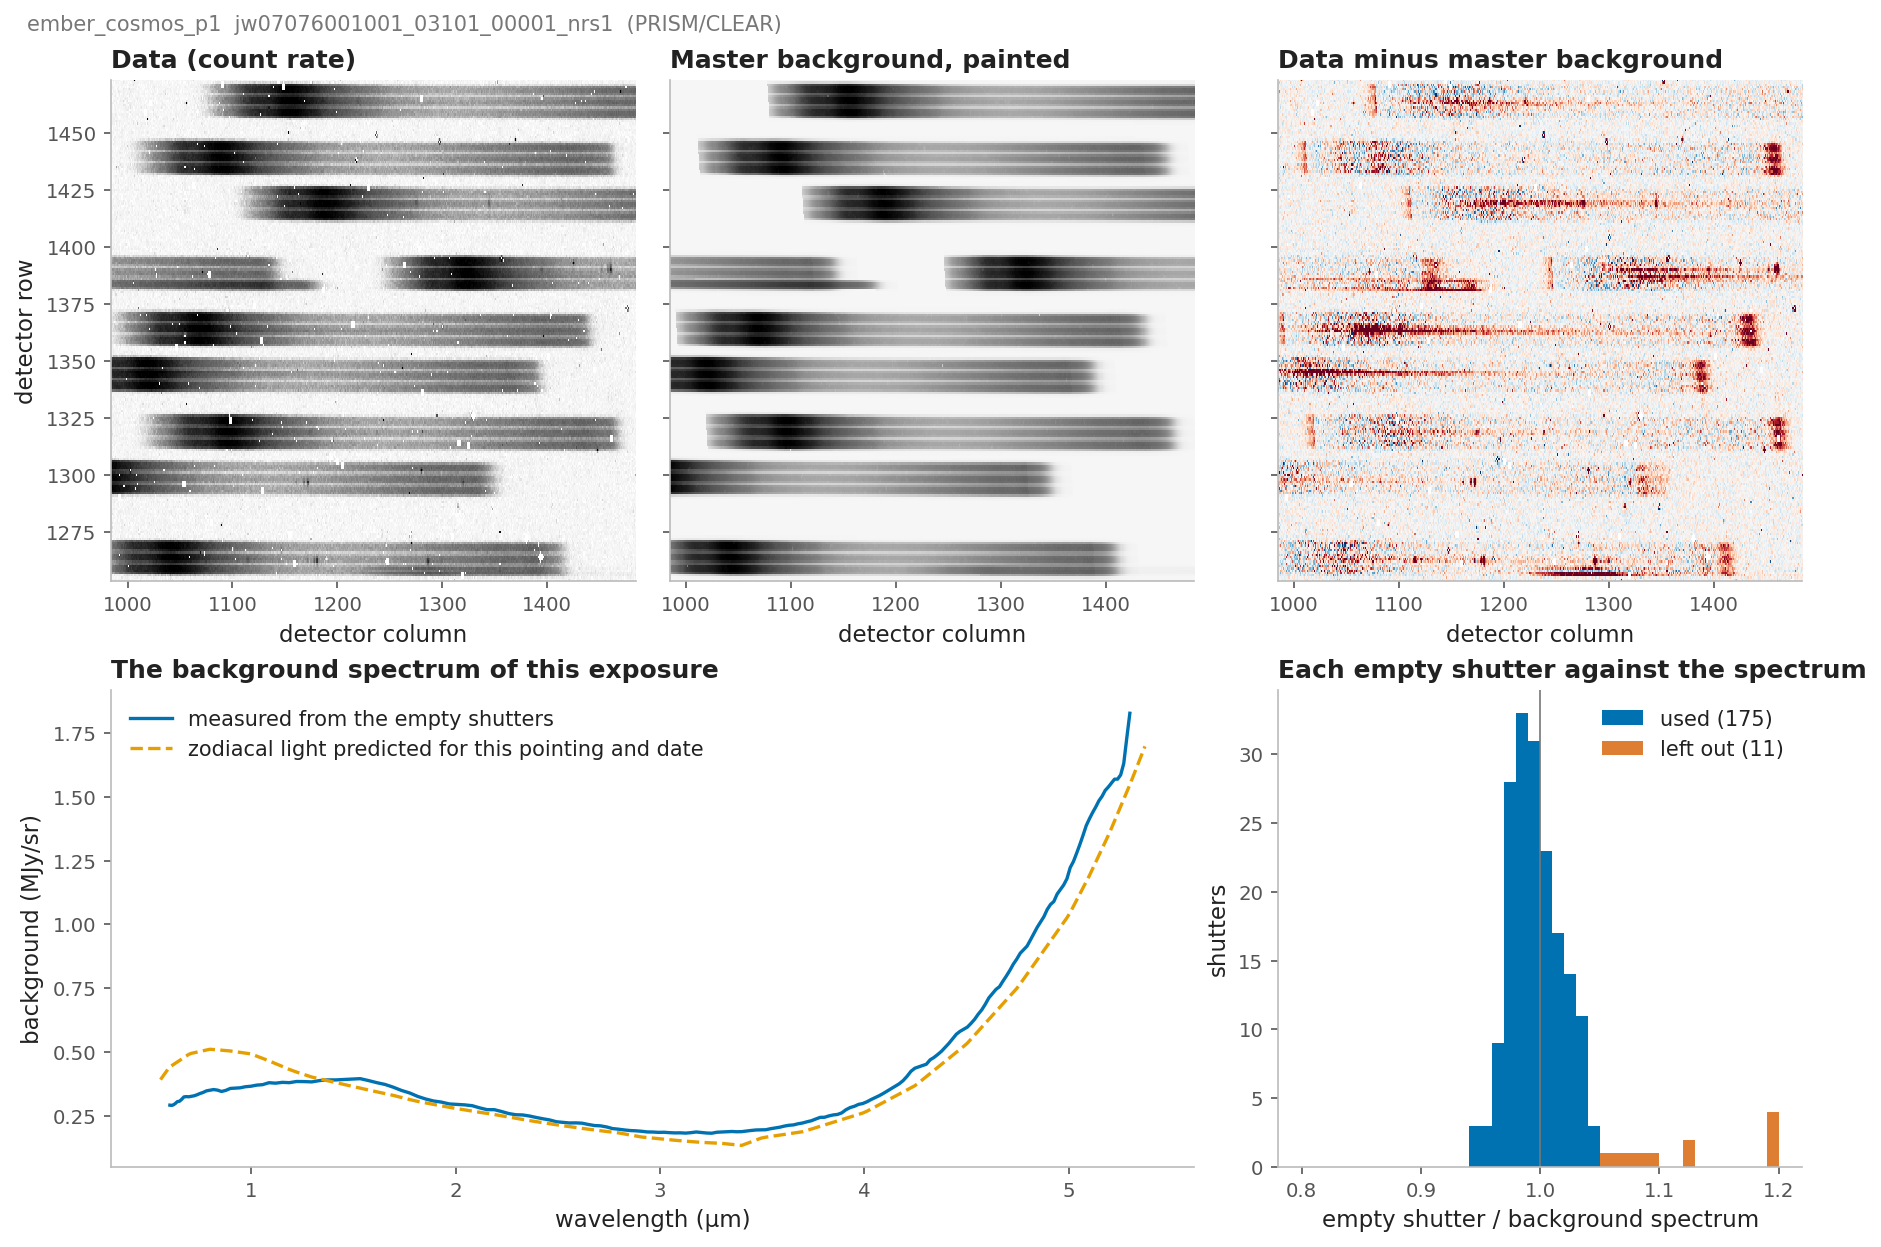 ember_cosmos_p1  jw07076001001_03101_00001_nrs1  (PRISM/CLEAR)
Data (count rate)
Master background, painted
Data minus master background
detector row
1450
1425
1400
1375
1350
1325
1300
1275
1000 1100 1200 1300 1400
1000 1100 1200 1300 1400
1000 1100 1200 1300 1400
detector column
detector column
detector column
The background spectrum of this exposure
measured from the empty shutters
zodiacal light predicted for this pointing and date
background (MJy/sr)
1.75
1.50
1.25
1.00
0.75
0.50
0.25
1 2 3 4 5
wavelength (μm)
Each empty shutter against the spectrum
used (175)
left out (11)
shutters
30
25
20
15
10
5
0
0.8 0.9 1.0 1.1 1.2
empty shutter / background spectrum